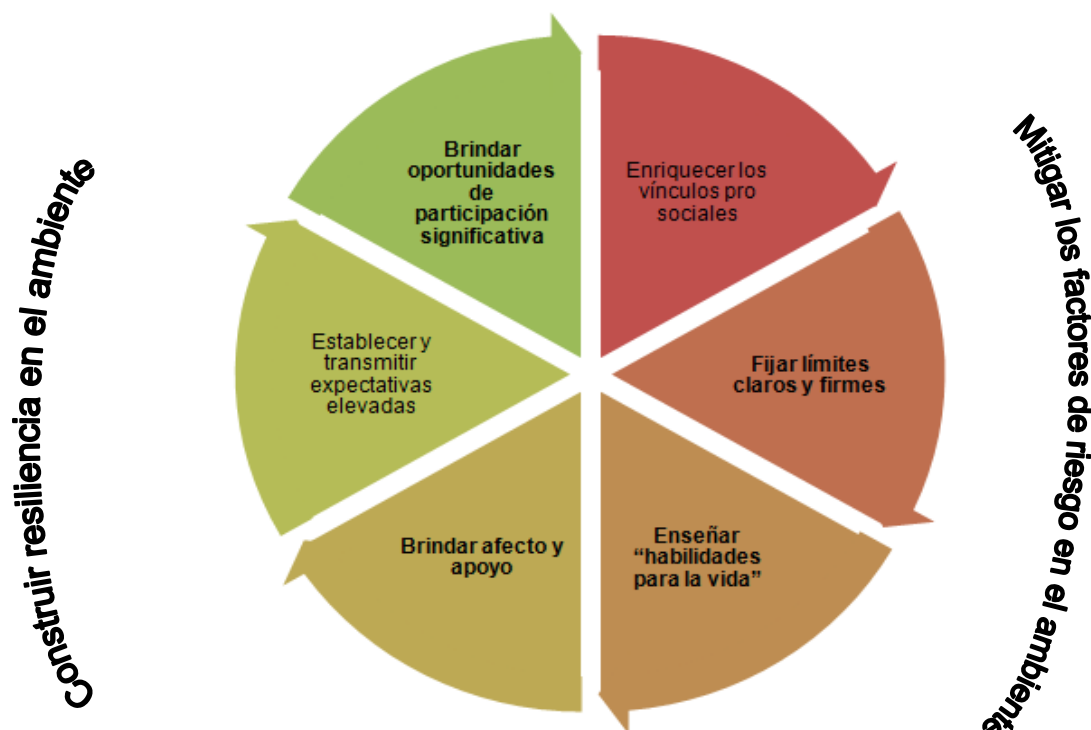 Construir resiliencia en el ambiente
Brindar
oportunidades
de
participación
significativa
Enriquecer los
vínculos pro
sociales
Mitigar los factores de riesgo en el ambiente
Establecer y
transmitir
expectativas
elevadas
Fijar límites
claros y firmes
Brindar afecto y
apoyo
Enseñar
“habilidades
para la vida”